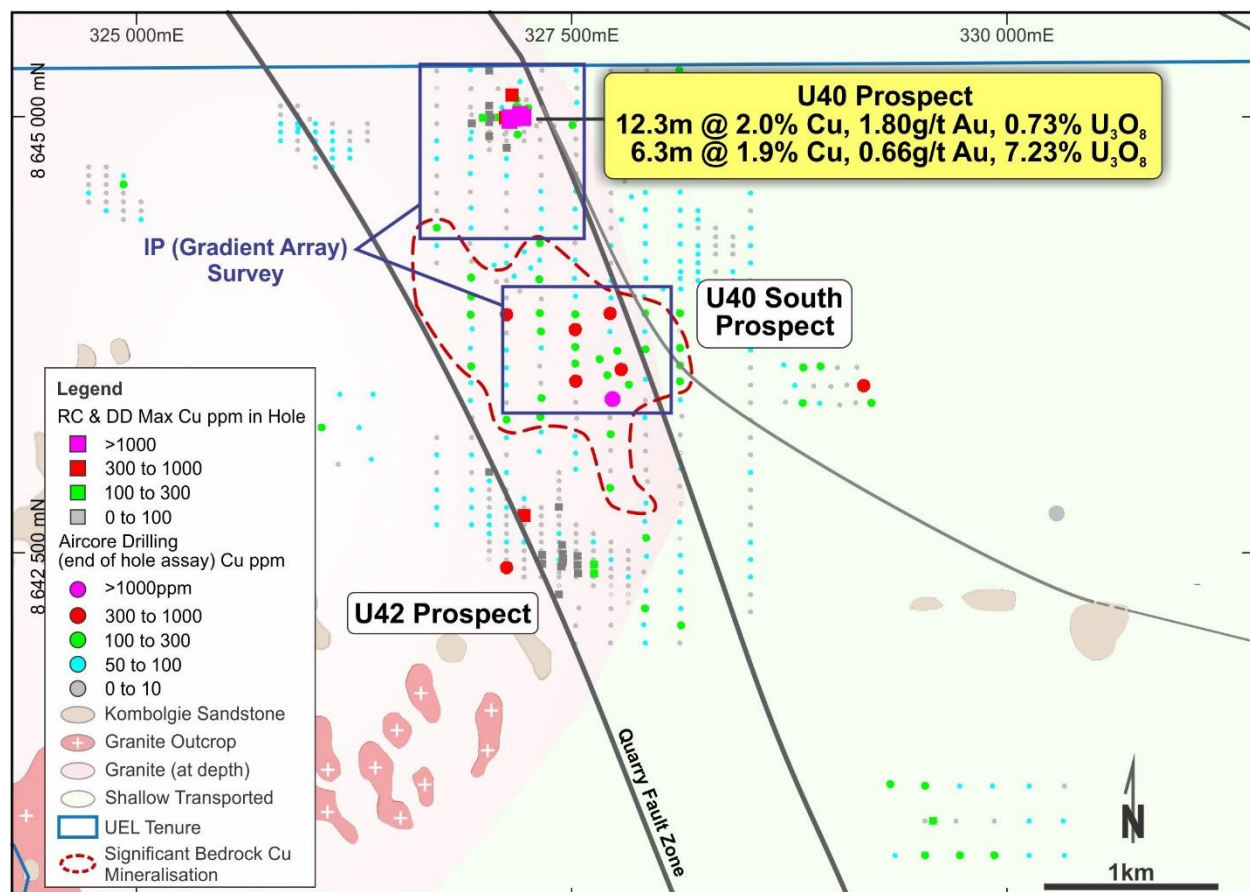 325 000mE
327 500mE
330 000mE
8 645 000 mN
8 642 500 mN
U40 Prospect
12.3m @ 2.0% Cu, 1.80g/t Au, 0.73% U₃O₈
6.3m @ 1.9% Cu, 0.66g/t Au, 7.23% U₃O₈
IP (Gradient Array)
Survey
U40 South
Prospect
U42 Prospect
Quarry Fault Zone
Legend
RC & DD Max Cu ppm in Hole
>1000
300 to 1000
100 to 300
0 to 100
Aircore Drilling
(end of hole assay) Cu ppm
>1000ppm
300 to 1000
100 to 300
50 to 100
0 to 10
Kombolgie Sandstone
Granite Outcrop
Granite (at depth)
Shallow Transported
UEL Tenure
Significant Bedrock Cu
Mineralisation
N
1km